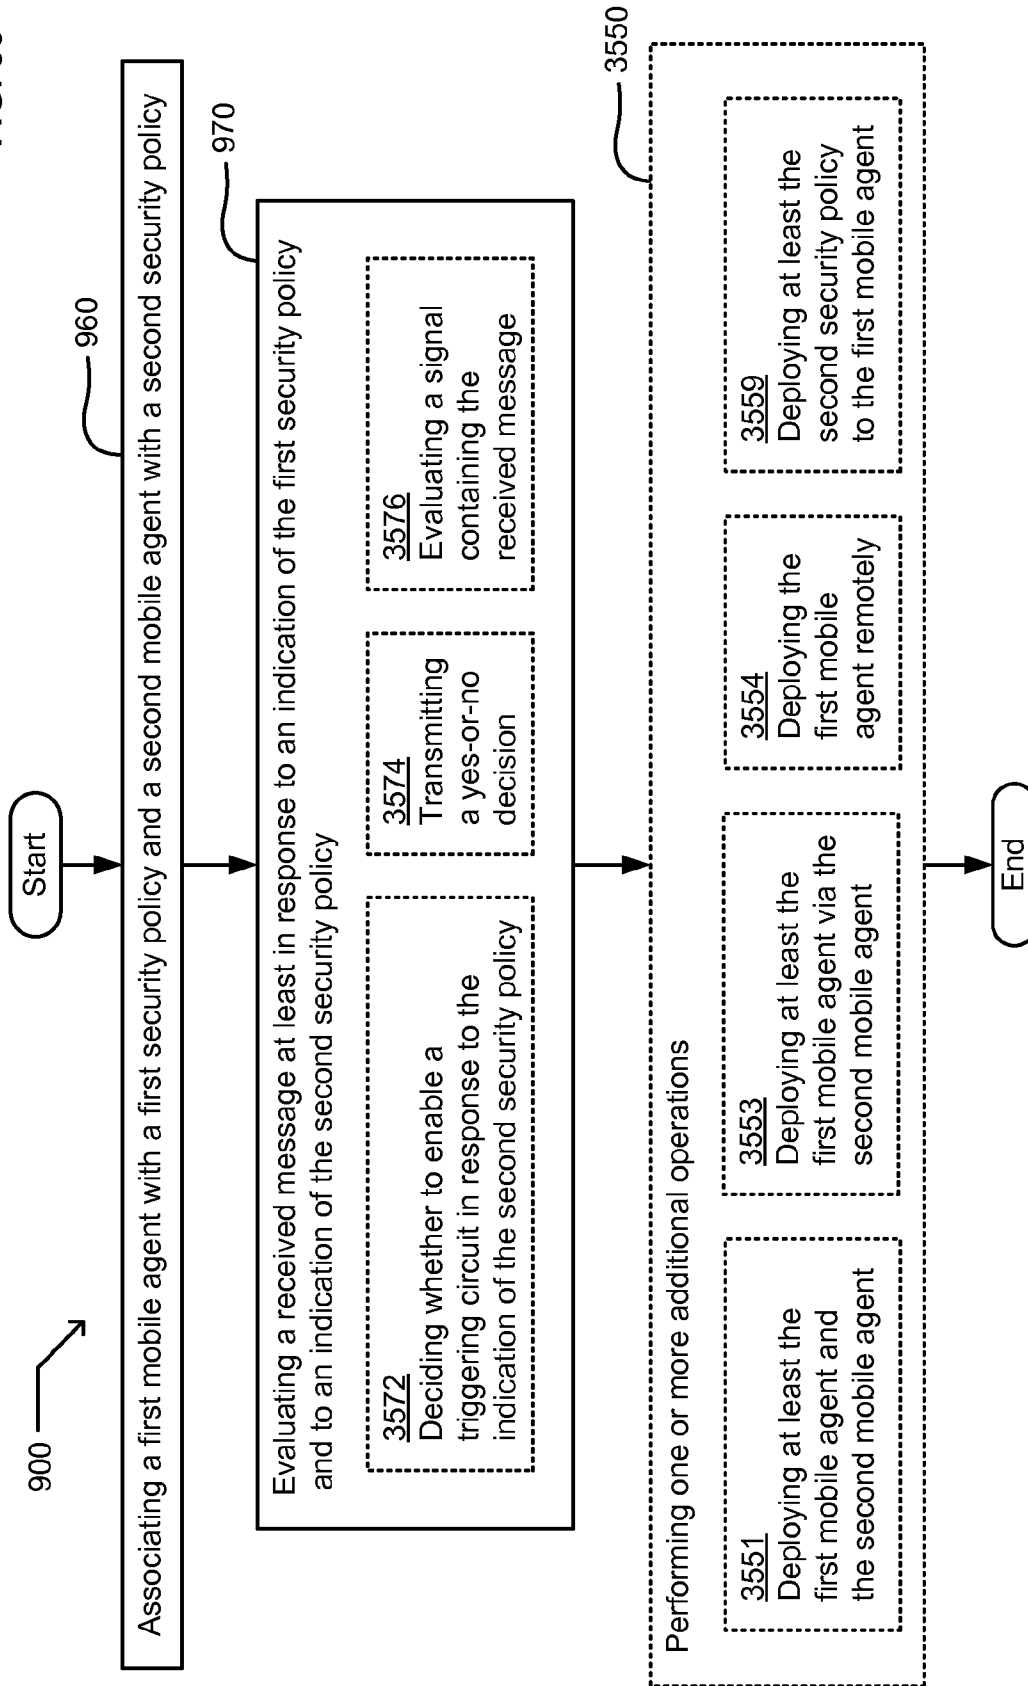 900
Start
960
Associating a first mobile agent with a first security policy and a second mobile agent with a second security policy
970
Evaluating a received message at least in response to an indication of the first security policy
and to an indication of the second security policy
3572
Deciding whether to enable a
triggering circuit in response to the
indication of the second security policy
3574
Transmitting
a yes-or-no
decision
3576
Evaluating a signal
containing the
received message
3550
Performing one or more additional operations
3551
Deploying at least the
first mobile agent and
the second mobile agent
3553
Deploying at least the
first mobile agent via the
second mobile agent
3554
Deploying the
first mobile
agent remotely
3559
Deploying at least the
second security policy
to the first mobile agent
End